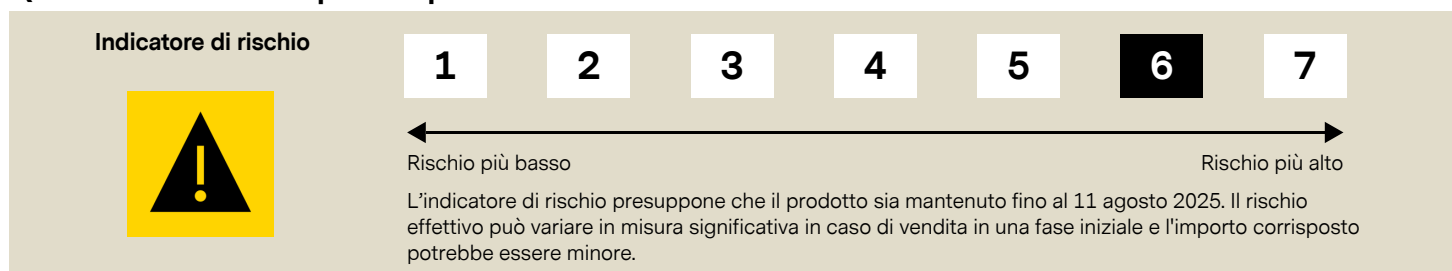 Indicatore di rischio
1 2 3 4 5 6 7
Rischio più basso Rischio più alto
L'indicatore di rischio presuppone che il prodotto sia mantenuto fino al 11 agosto 2025. Il rischio
effettivo può variare in misura significativa in caso di vendita in una fase iniziale e l'importo corrisposto
potrebbe essere minore.